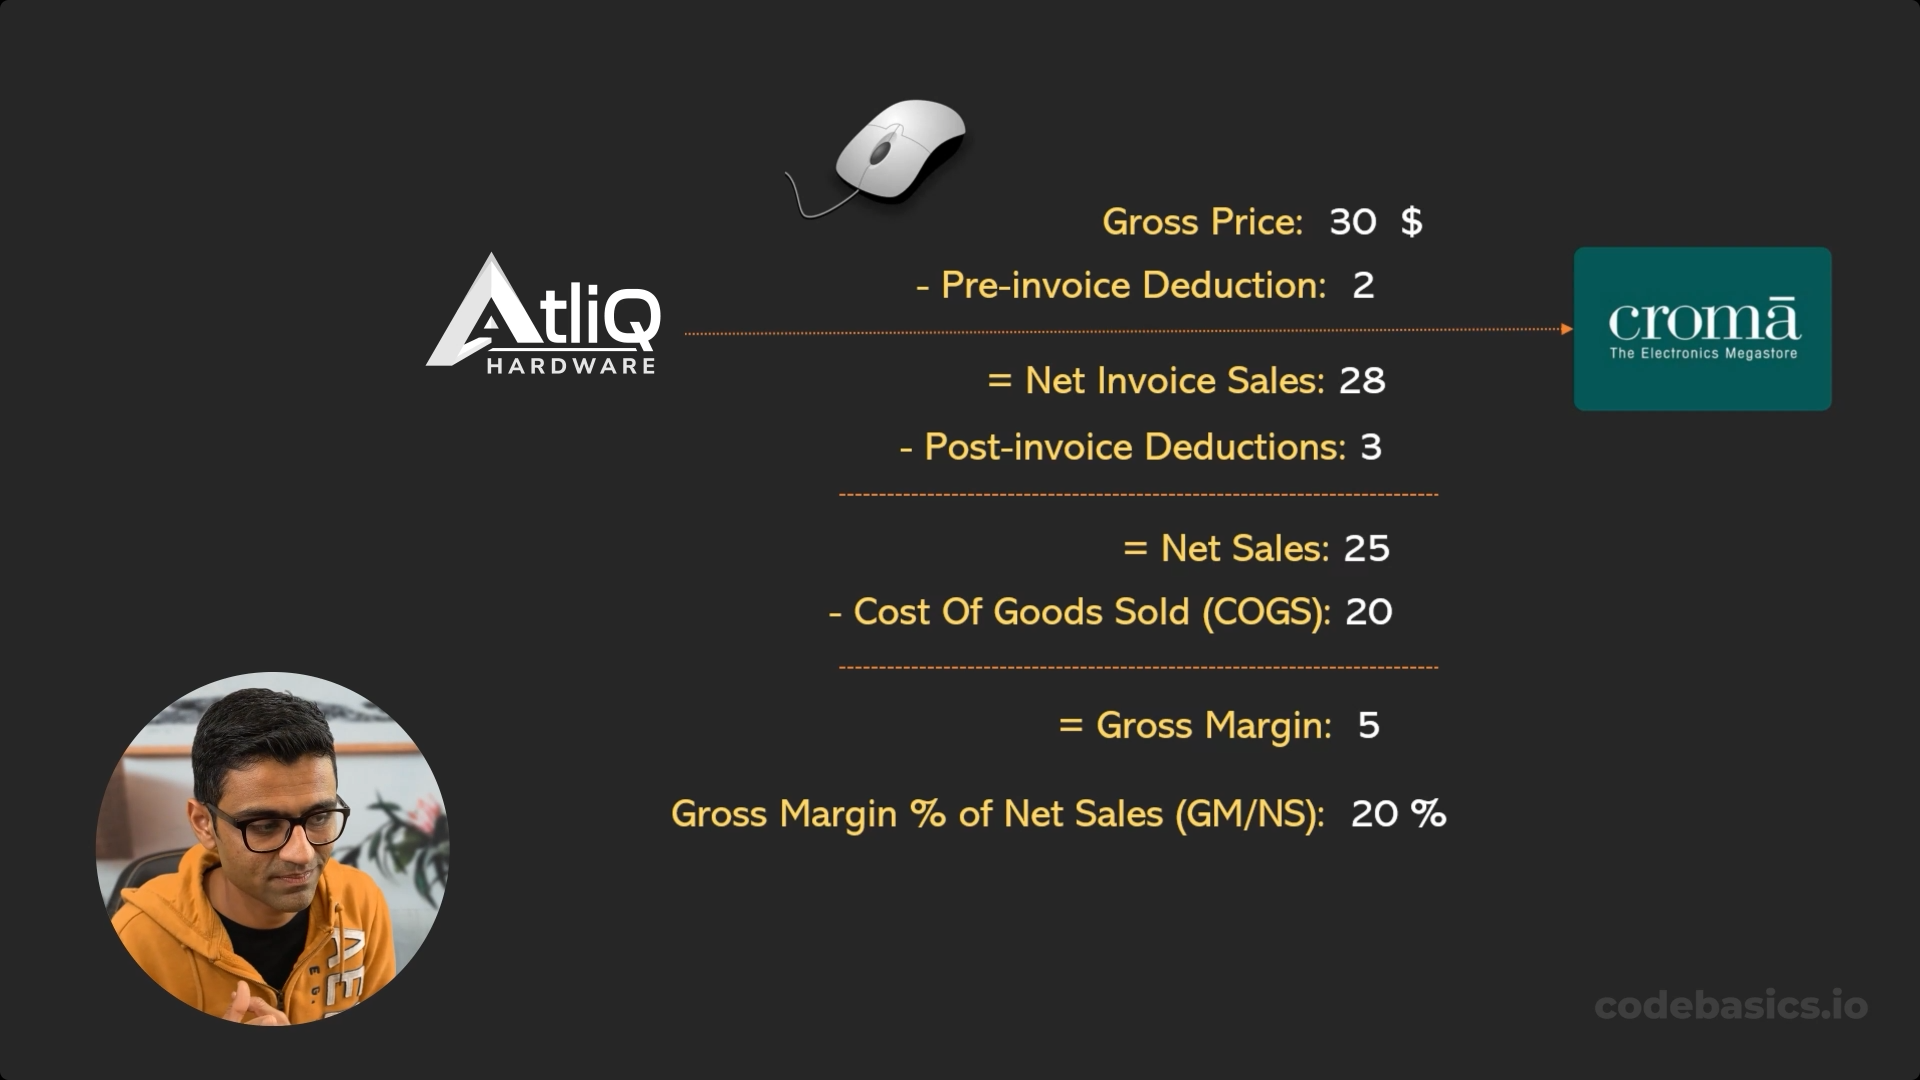 Gross Price: 30 $
- Pre-invoice Deduction: 2
AtliQ
HARDWARE
cromā
The Electronics Megastore
= Net Invoice Sales: 28
- Post-invoice Deductions: 3
= Net Sales: 25
- Cost Of Goods Sold (COGS): 20
= Gross Margin: 5
Gross Margin % of Net Sales (GM/NS): 20 %
codebasics.io